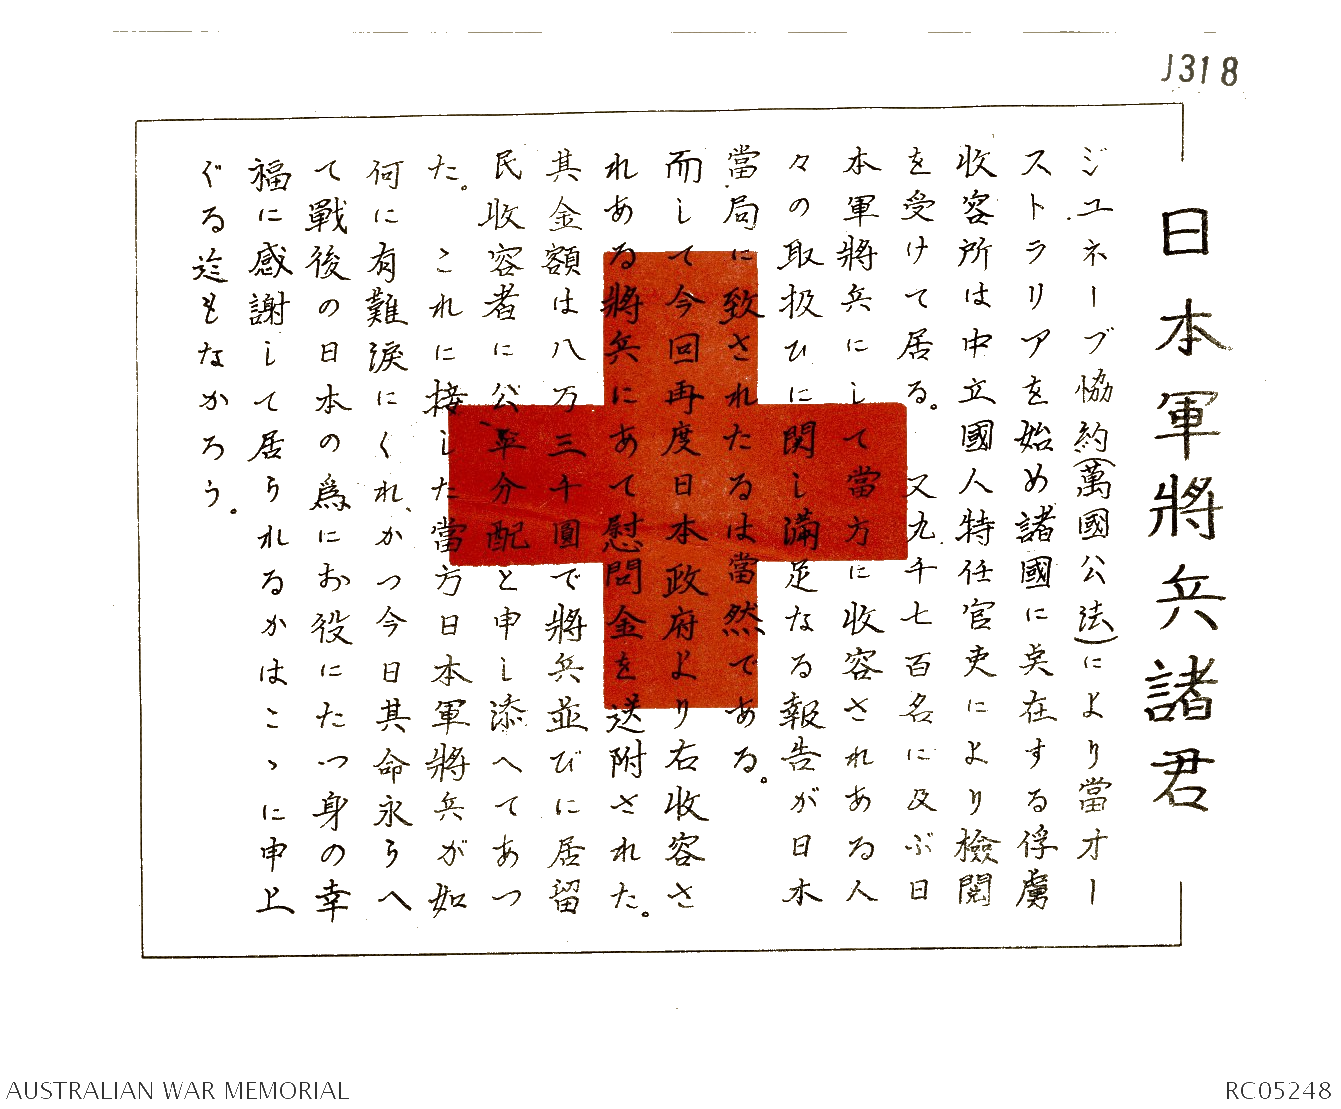 J318
日本軍將兵諸君
ジユネーブ協約(萬國公法)により當オー
ストラリアを始め諸國に矣在する俘虜
收容所は中立國人特任官吏により檢閲
を受けて居る。又九千七百名に及ぶ日
本軍將兵にして當方に收容されある人
々の取扱ひに関し滿足なる報告が日本
當局に致されたるは當然である。
而して今回再度日本政府より右收容さ
れある將兵にあて慰問金を送附された。
其金額は八万三千圓で將兵並びに居留
民收容者に公平分配と申し添へてあつ
た。これに接した當方日本軍將兵が如
何に有難淚にくれ、かつ今日其命永らへ
て戰後の日本の爲にお役にたつ身の幸
福に感謝して居られるかはこゝに申上
ぐる迄もなかろう。
AUSTRALIAN WAR MEMORIAL
RC05248